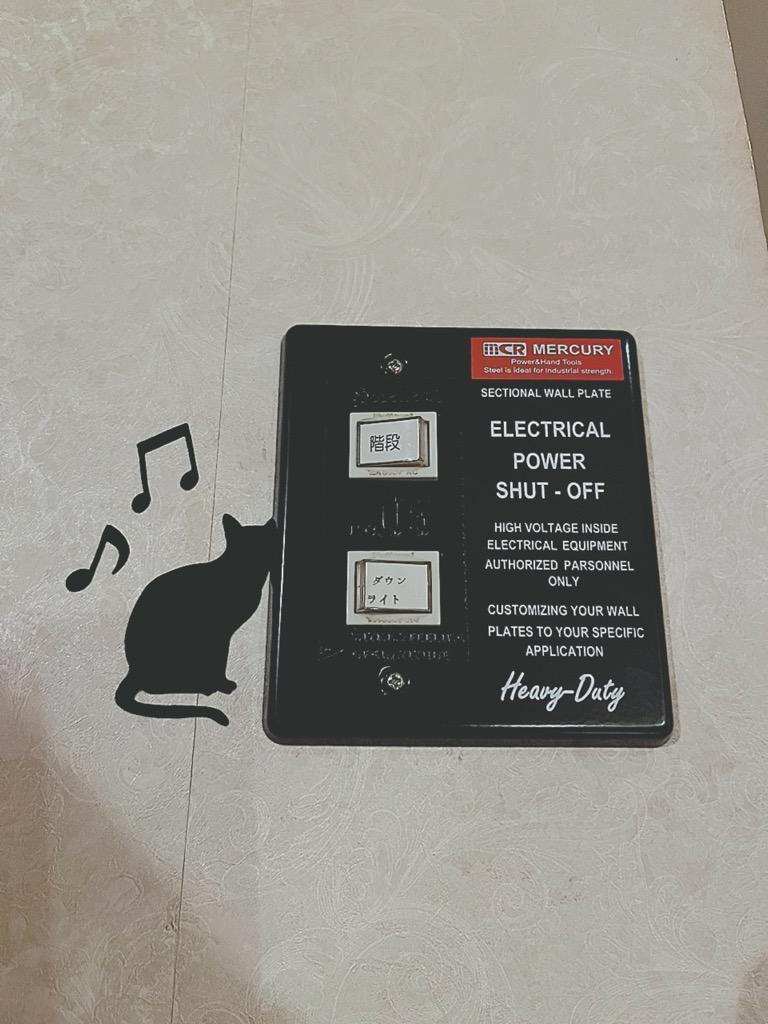 階段
ダウン
ライト
MCR MERCURY
Power&Hand Tools
Steel is ideal for Industrial strength.
SECTIONAL WALL PLATE
ELECTRICAL
POWER
SHUT - OFF
HIGH VOLTAGE INSIDE
ELECTRICAL EQUIPMENT
AUTHORIZED PARSONNEL
ONLY
CUSTOMIZING YOUR WALL
PLATES TO YOUR SPECIFIC
APPLICATION
Heavy-Duty